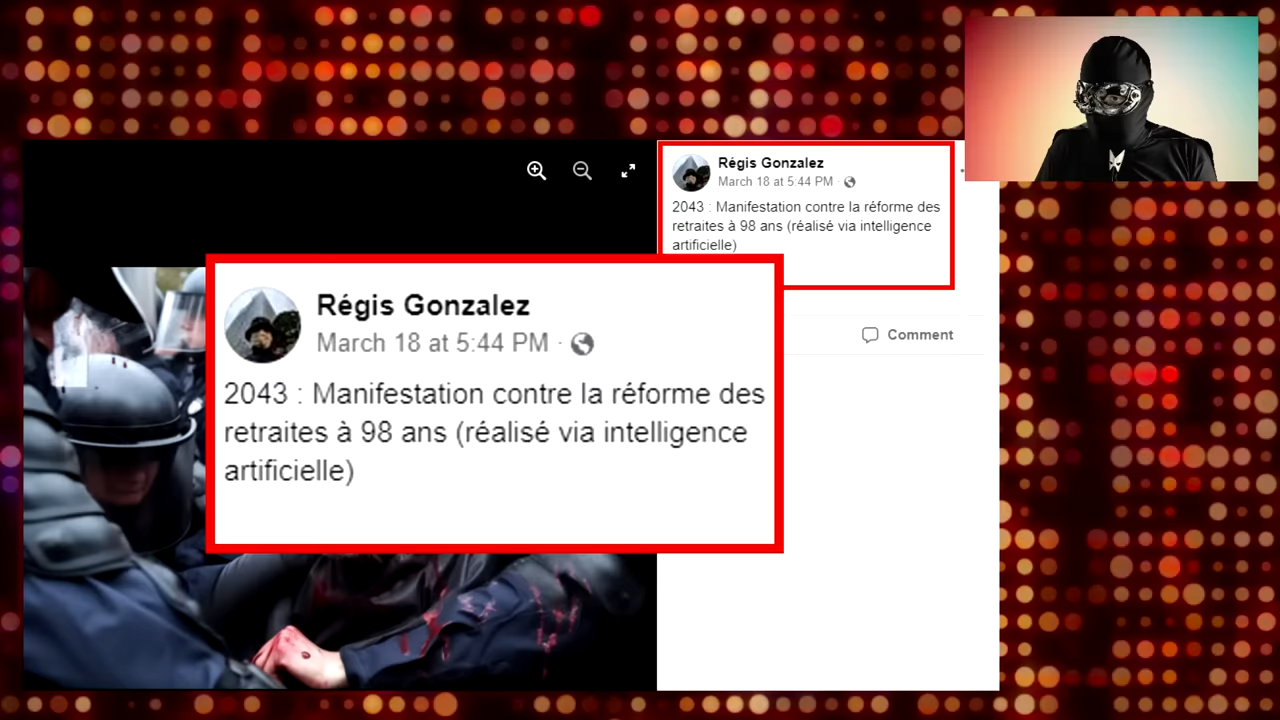 Régis Gonzalez
March 18 at 5:44 PM ·
2043 : Manifestation contre la réforme des
retraites à 98 ans (réalisé via intelligence
artificielle)
Comment
Régis Gonzalez
March 18 at 5:44 PM ·
2043 : Manifestation contre la réforme des
retraites à 98 ans (réalisé via intelligence
artificielle)